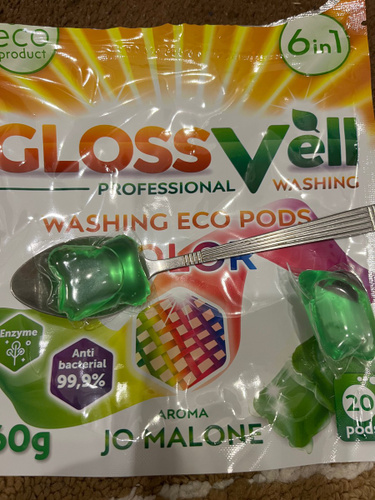 eco
product
6 in 1
GLOSS Vell
PROFESSIONAL WASHING
WASHING ECO PODS
COLOR
Enzyme
Anti
bacterial
99,9%
AROMA
JO MALONE
60g
20
pods